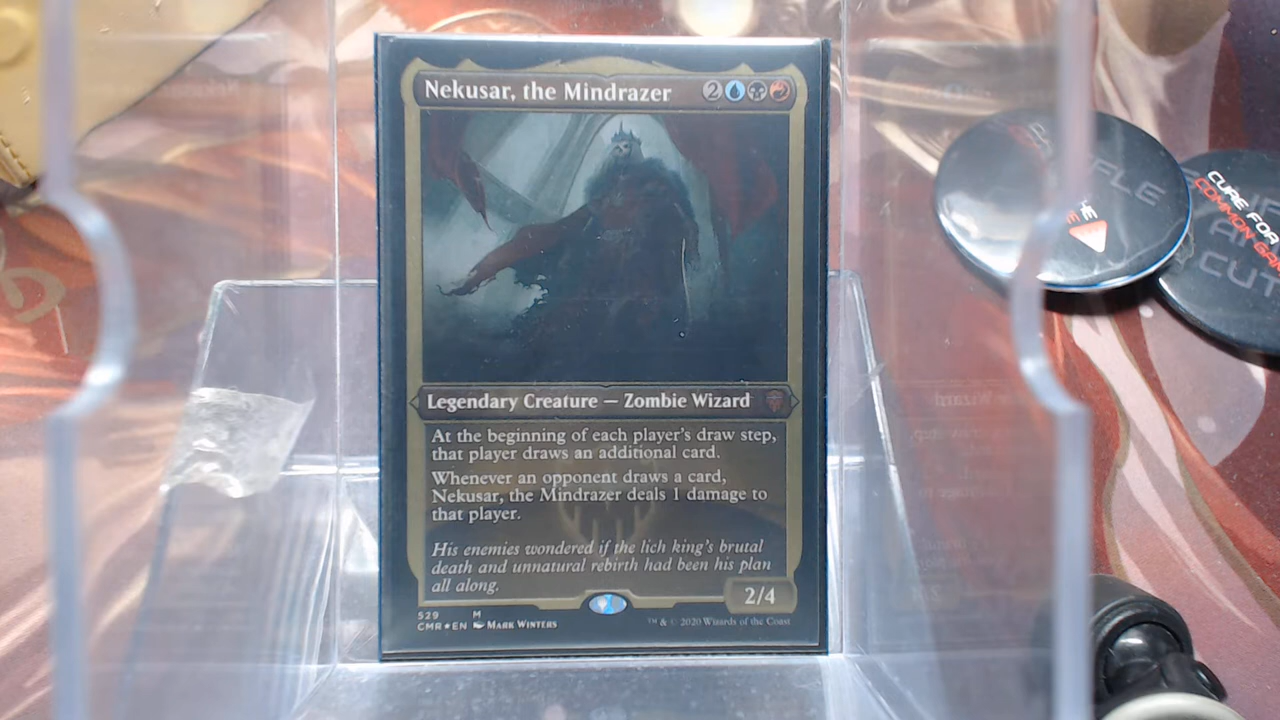 Nekusar, the Mindrazer 2
Legendary Creature — Zombie Wizard
At the beginning of each player's draw step,
that player draws an additional card.
Whenever an opponent draws a card,
Nekusar, the Mindrazer deals 1 damage to
that player.
His enemies wondered if the lich king's brutal
death and unnatural rebirth had been his plan
all along.
2/4
529 M
CMR★EN Mark Winters
™ & © 2020 Wizards of the Coast
CURE FOR
COMMON
CUT